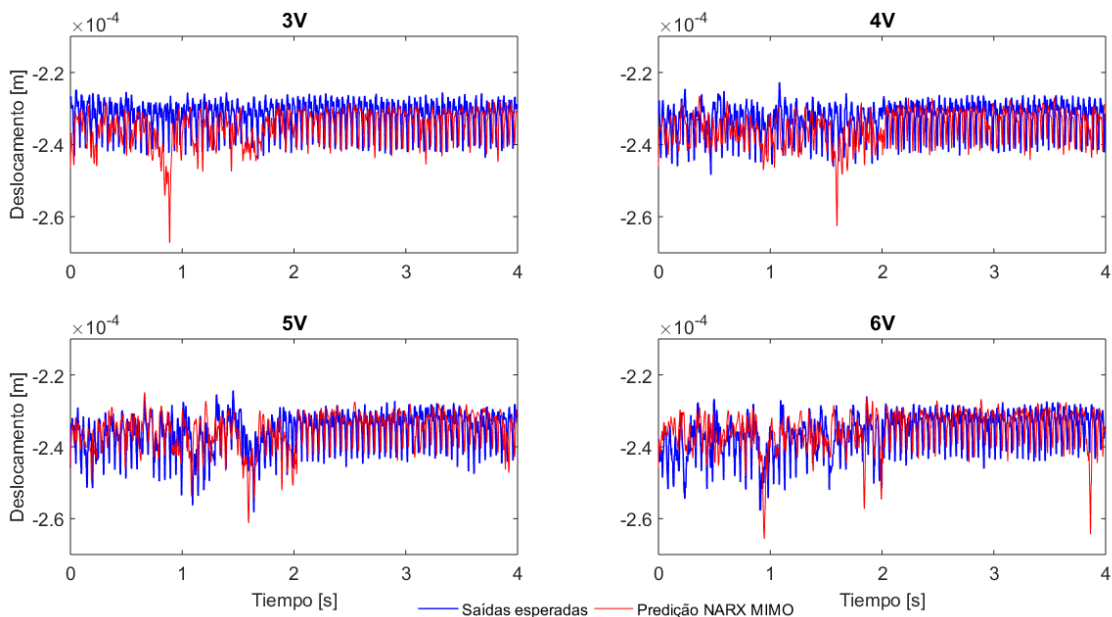 3V
×10⁻⁴
Deslocamento [m]
-2.2
-2.4
-2.6
0 1 2 3 4
4V
×10⁻⁴
-2.2
-2.4
-2.6
0 1 2 3 4
5V
×10⁻⁴
Deslocamento [m]
-2.2
-2.4
-2.6
0 1 2 3 4
Tiempo [s]
6V
×10⁻⁴
-2.2
-2.4
-2.6
0 1 2 3 4
Tiempo [s]
Saídas esperadas Predição NARX MIMO